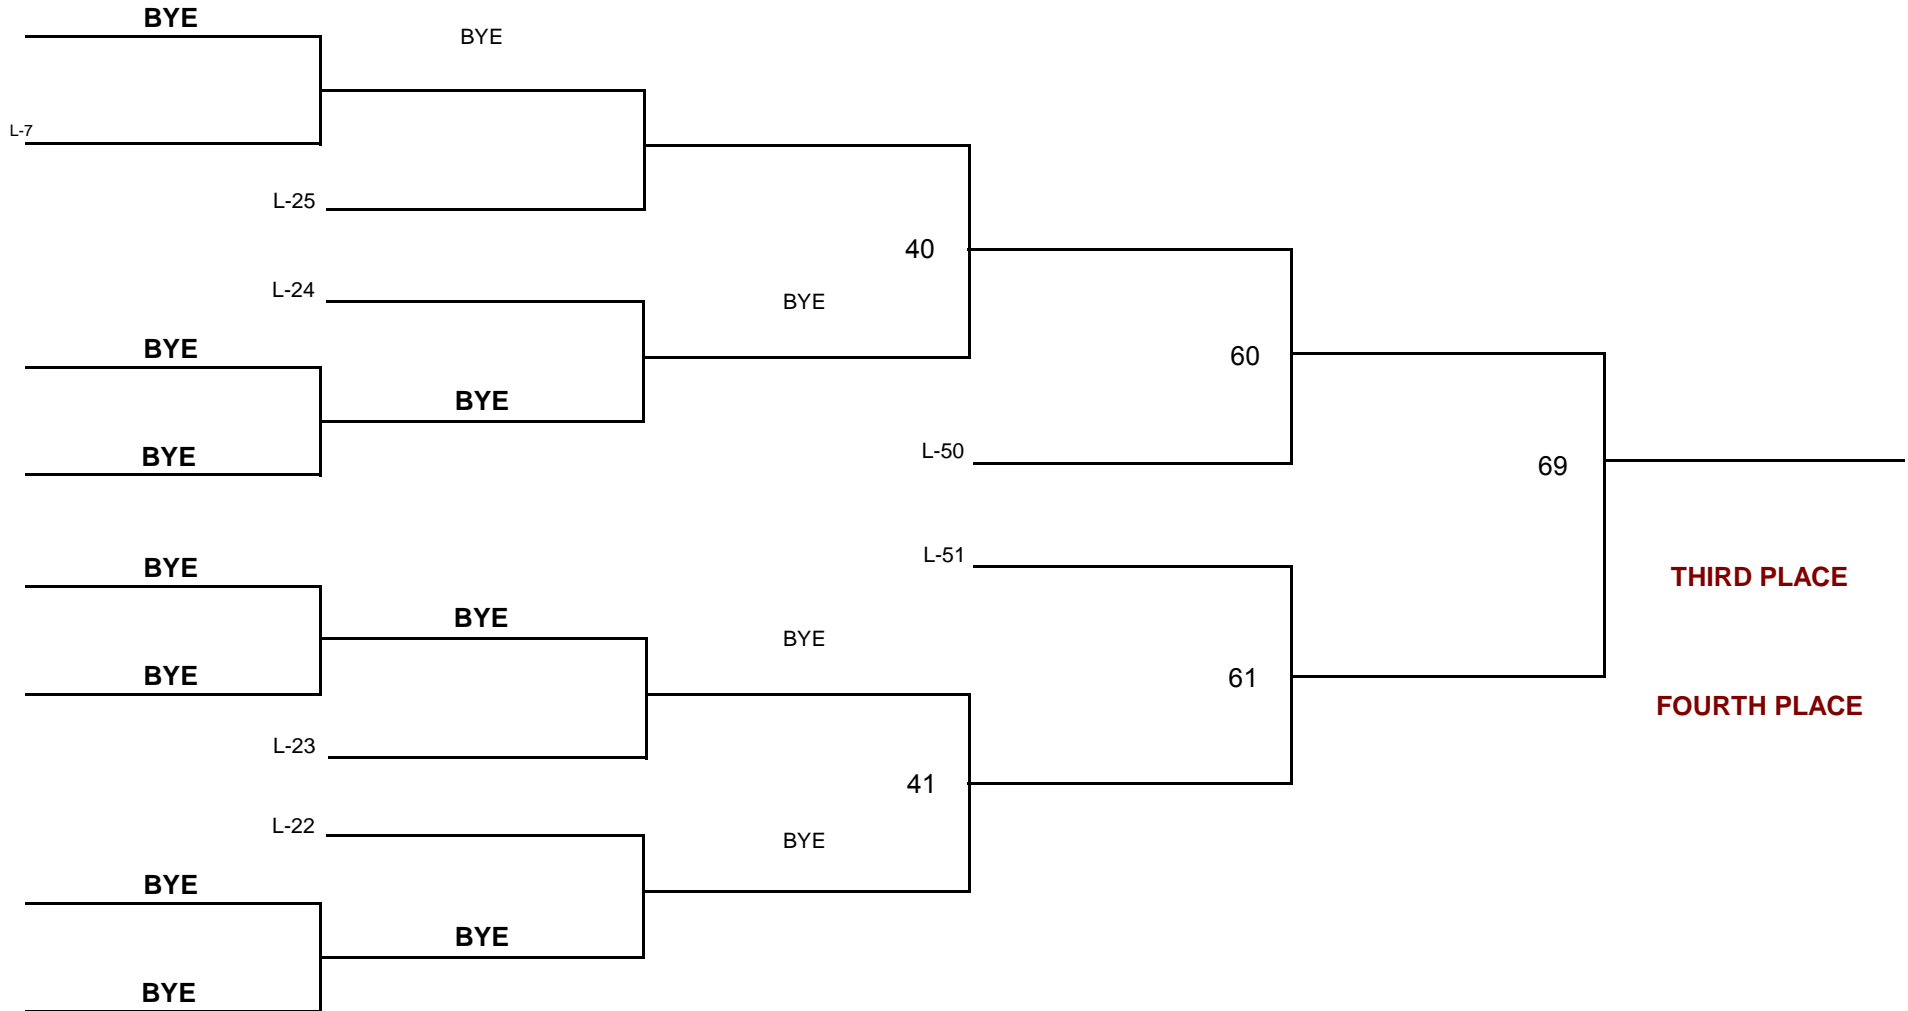 BYE
BYE
L-7
L-25
40
L-24
BYE
BYE
60
BYE
L-50
BYE
69
L-51
BYE
THIRD PLACE
BYE
BYE
BYE
61
FOURTH PLACE
L-23
41
L-22
BYE
BYE
BYE
BYE